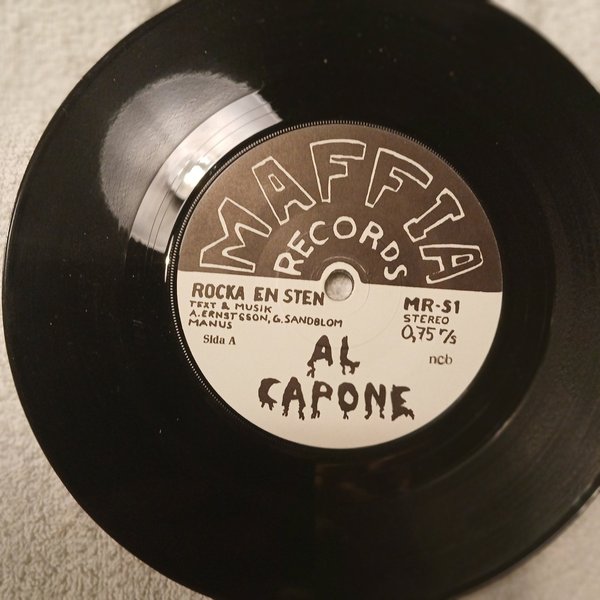 MAFFIA
RECORDS
ROCKA EN STEN
TEXT & MUSIK
A. ERNSTSSON, G. SANDBLOM
MANUS
Sida A
MR-S1
STEREO
0,75 r/s
ncb
AL
CAPONE